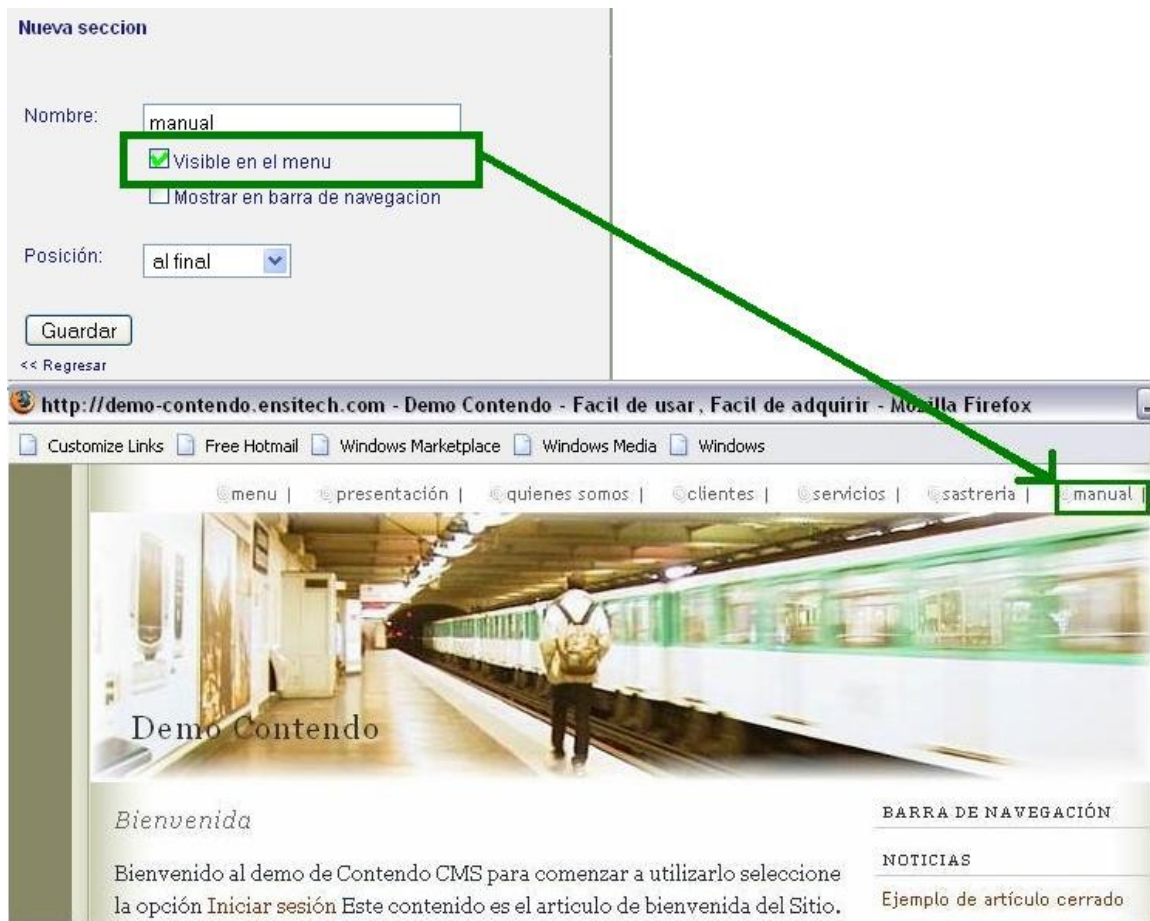 Nueva seccion
Nombre:
manual
Visible en el menu
Mostrar en barra de navegacion
Posición:
al final
Guardar
<< Regresar
http://demo-contendo.ensitech.com - Demo Contendo - Facil de usar, Facil de adquirir - Mozilla Firefox
Customize Links Free Hotmail Windows Marketplace Windows Media Windows
menu | presentación | quienes somos | clientes | servicios | sastreria | manual |
Demo Contendo
Bienvenida
Bienvenido al demo de Contendo CMS para comenzar a utilizarlo seleccione
la opción Iniciar sesión Este contenido es el articulo de bienvenida del Sitio.
BARRA DE NAVEGACIÓN
NOTICIAS
Ejemplo de artículo cerrado